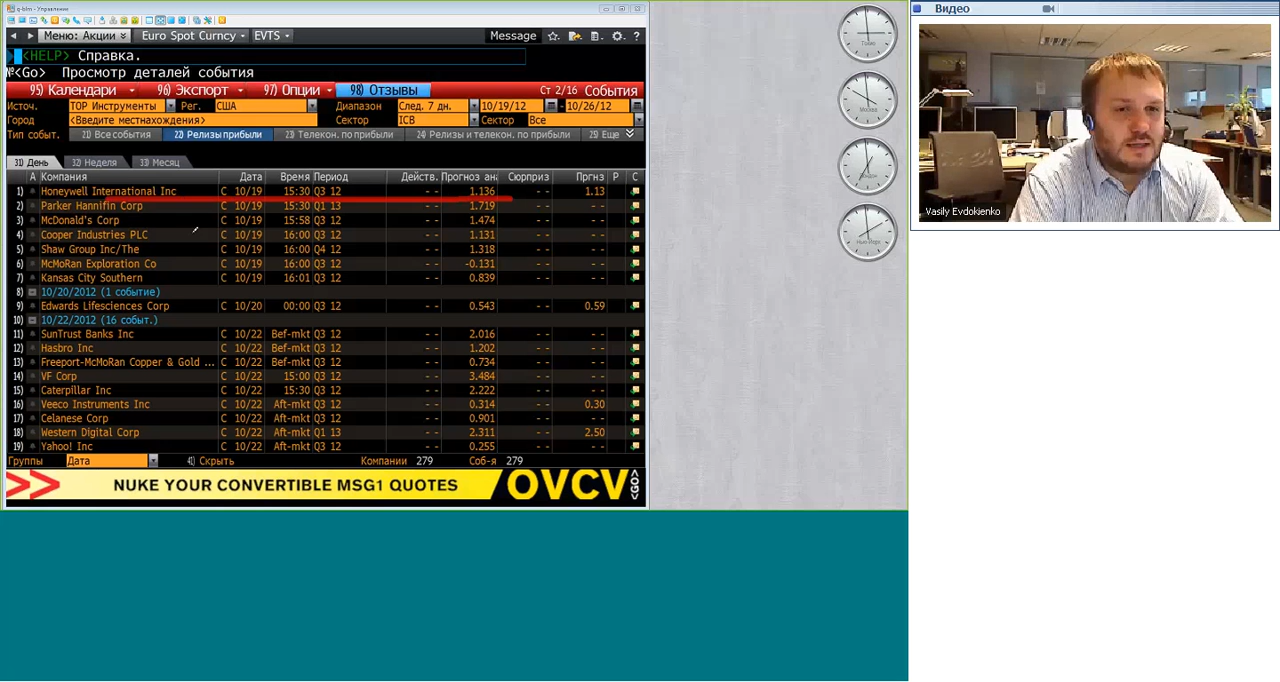 q-blm - Управление
Меню: Акции Euro Spot Curncy EVTS Message ?
<HELP> Справка.
№<Go> Просмотр деталей события
95) Календари 96) Экспорт 97) Опции 98) Отзывы Ст 2/16 События
Источ. TOP Инструменты Рег. США Диапазон След. 7 дн. 10/19/12 - 10/26/12
Город <Введите местнахождения> Сектор ICB Сектор Все
Тип событ. 21) Все события 22) Релизы прибыли 23) Телекон. по прибыли 24) Релизы и телекон. по прибыли 29) Еще
31) День 32) Неделя 33) Месяц
A Компания Дата Время Период Действ. Прогноз ана Сюрприз Пргнз P C
1) Honeywell International Inc C 10/19 15:30 Q3 12 -- 1.136 -- 1.13
2) Parker Hannifin Corp C 10/19 15:30 Q1 13 -- 1.719 --
3) McDonald's Corp C 10/19 15:58 Q3 12 -- 1.474 --
4) Cooper Industries PLC C 10/19 16:00 Q3 12 -- 1.131 --
5) Shaw Group Inc/The C 10/19 16:00 Q4 12 -- 1.318 --
6) McMoRan Exploration Co C 10/19 16:00 Q3 12 -- -0.131 --
7) Kansas City Southern C 10/19 16:01 Q3 12 -- 0.839 --
8) 10/20/2012 (1 событие)
9) Edwards Lifesciences Corp C 10/20 00:00 Q3 12 -- 0.543 -- 0.59
10) 10/22/2012 (16 событ.)
11) SunTrust Banks Inc C 10/22 Bef-mkt Q3 12 -- 2.016 --
12) Hasbro Inc C 10/22 Bef-mkt Q3 12 -- 1.202 --
13) Freeport-McMoRan Copper & Gold ... C 10/22 Bef-mkt Q3 12 -- 0.734 --
14) VF Corp C 10/22 15:00 Q3 12 -- 3.484 --
15) Caterpillar Inc C 10/22 15:30 Q3 12 -- 2.222 --
16) Veeco Instruments Inc C 10/22 Aft-mkt Q3 12 -- 0.314 -- 0.30
17) Celanese Corp C 10/22 Aft-mkt Q3 12 -- 0.901 --
18) Western Digital Corp C 10/22 Aft-mkt Q1 13 -- 2.311 -- 2.50
19) Yahoo! Inc C 10/22 Aft-mkt Q3 12 -- 0.255 --
Группы Дата 4) Скрыть Компании 279 Соб-я 279
>> NUKE YOUR CONVERTIBLE MSG1 QUOTES OVCV <GO>
Токио
Москва
Лондон
Нью-Йорк
Видео
Vasily Evdokienko